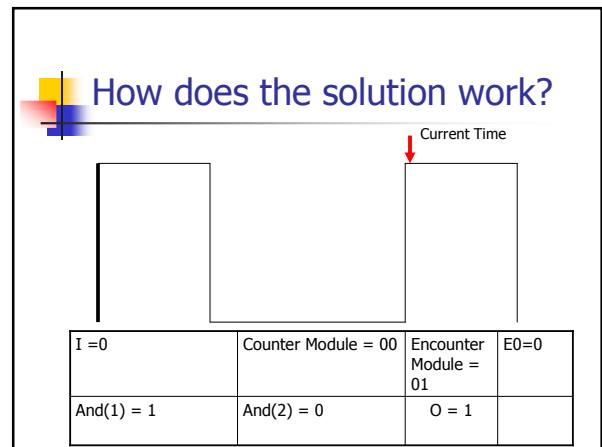 How does the solution work?
Current Time
I =0
Counter Module = 00
Encounter
Module =
01
E0=0
And(1) = 1
And(2) = 0
O = 1